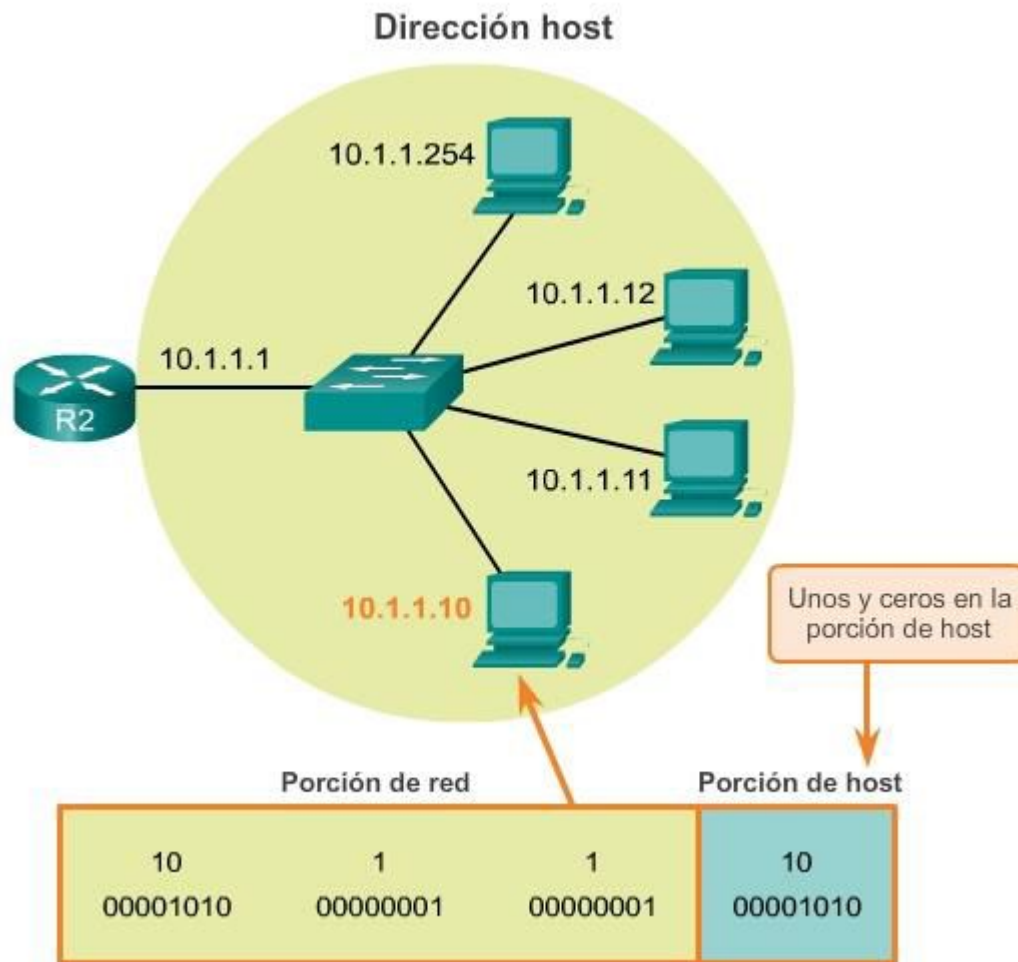 Dirección host
10.1.1.254
10.1.1.12
10.1.1.1
R2
10.1.1.11
10.1.1.10
Unos y ceros en la
porción de host
Porción de red
Porción de host
10 1 1 10
00001010 00000001 00000001 00001010